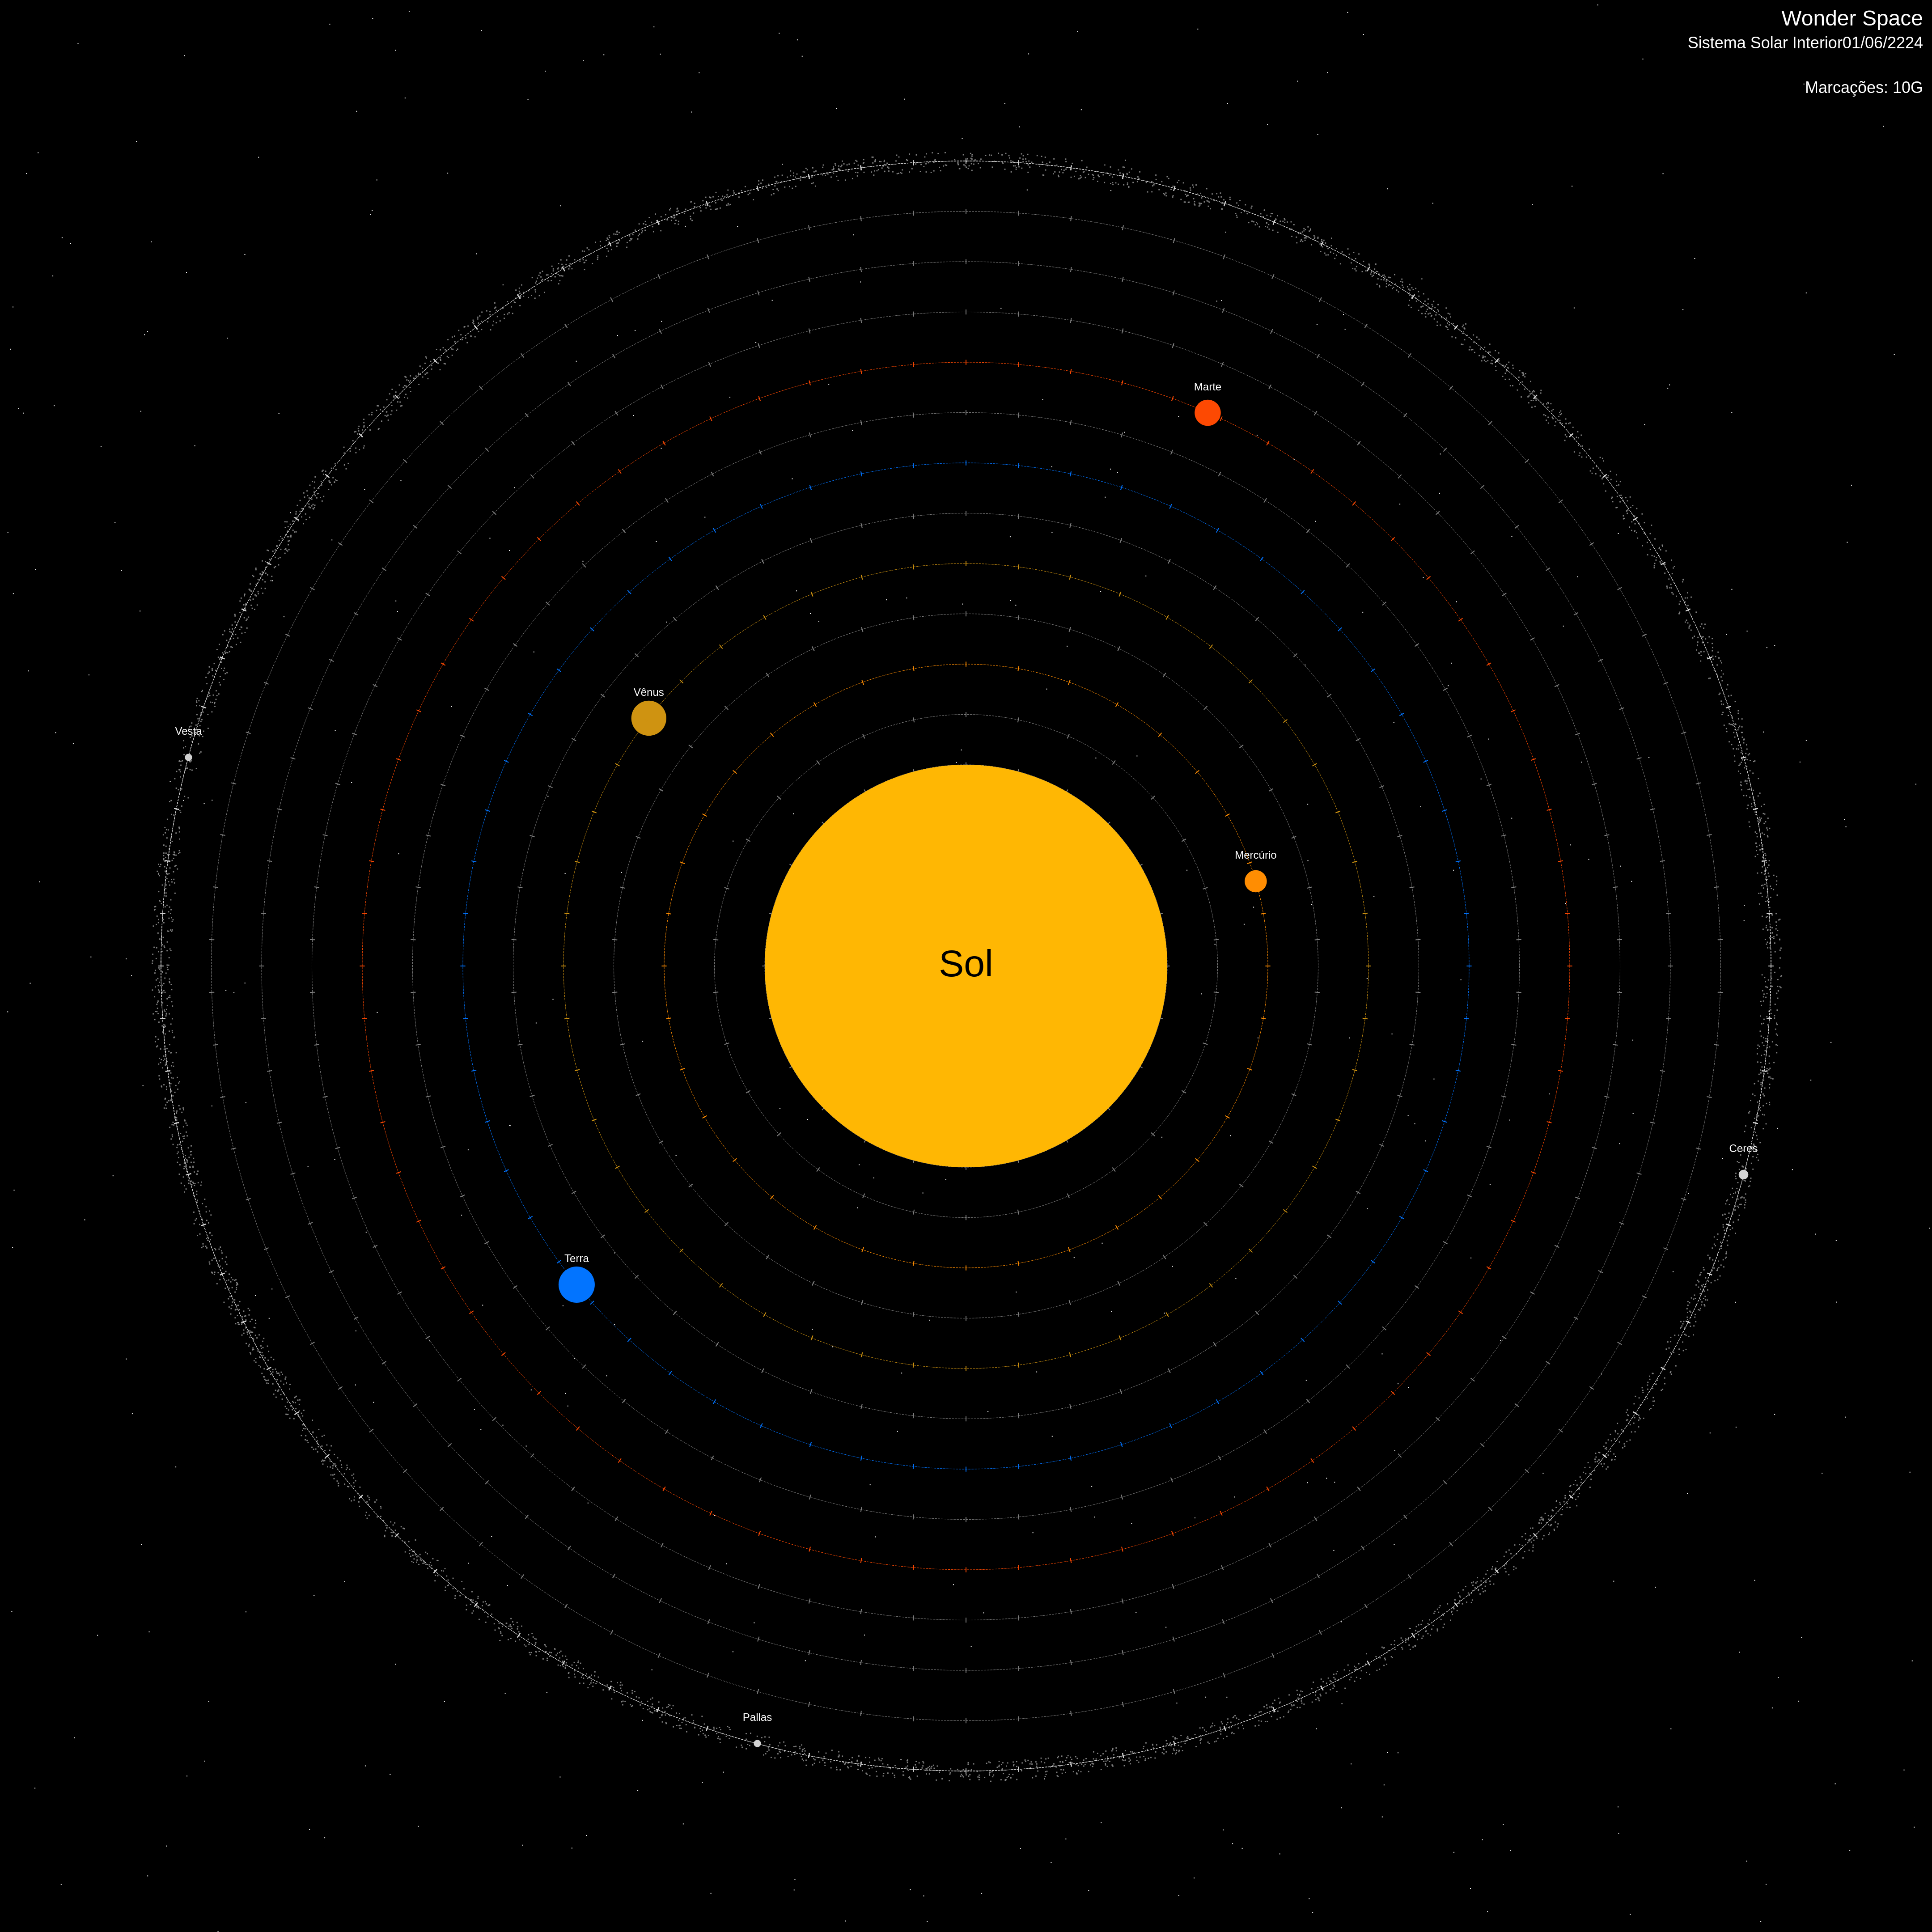 Wonder Space
Sistema Solar Interior01/06/2224
Marcações: 10G
Marte
Vênus
Vesta
Mercúrio
Sol
Ceres
Terra
Pallas